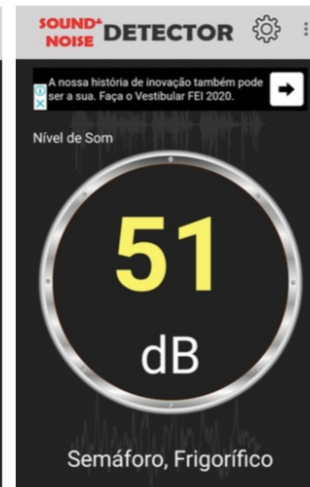 SOUND
NOISE
DETECTOR
A nossa história de inovação também pode
ser a sua. Faça o Vestibular FEI 2020.
Nível de Som
51
dB
Semáforo, Frigorífico